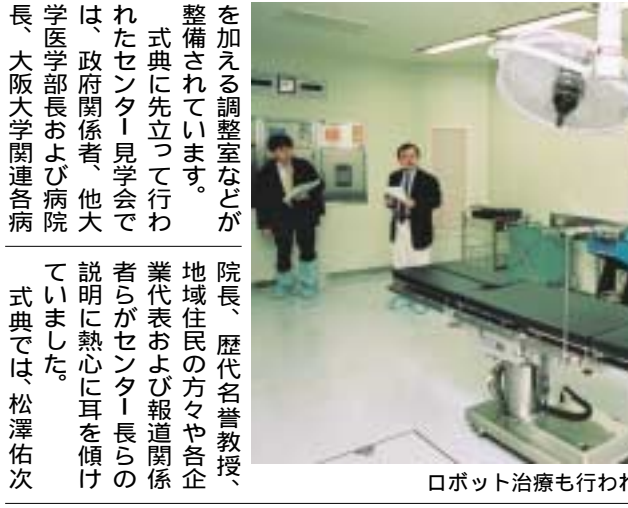 を加える調整室などが
整備されています。
式典に先立って行わ
れたセンター見学会で
は、政府関係者、他大
学医学部長および病院
長、大阪大学関連各病
院長、歴代名誉教授、
地域住民の方々や各企
業代表および報道関係
者らがセンター長らの
説明に熱心に耳を傾け
ていました。
式典では、松澤佑次
ロボット治療も行われ